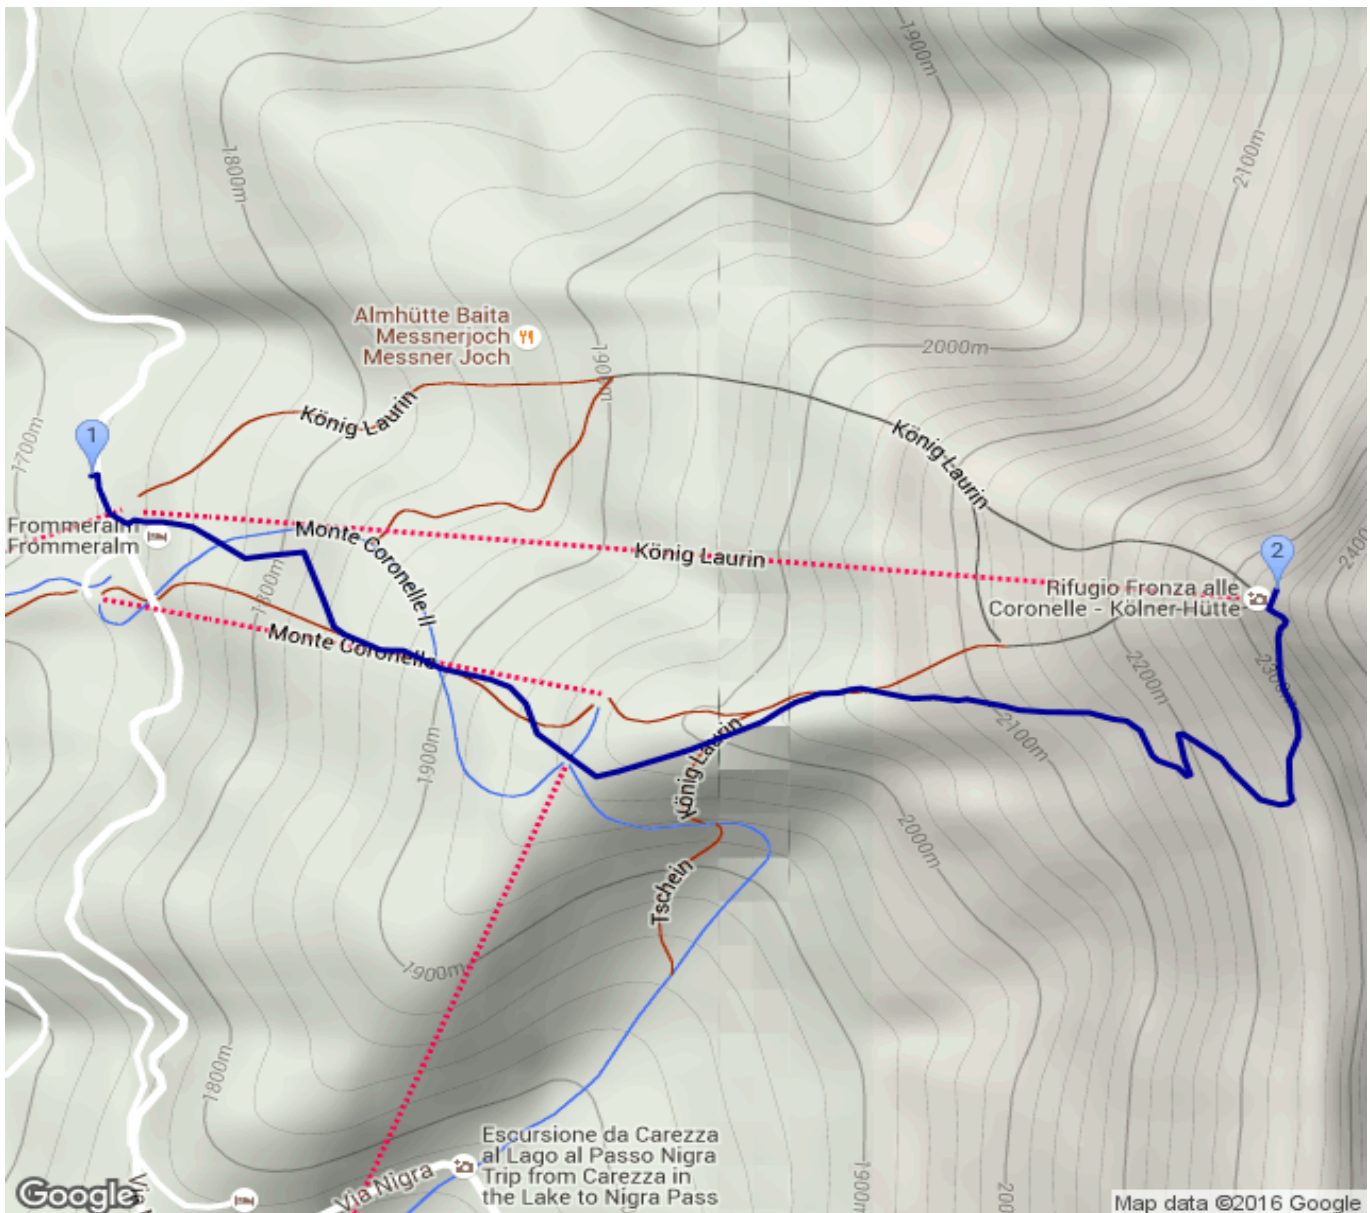 1900m
2100m
1800m
Almhütte Baita
Messnerjoch
Messner Joch
2000m
1900m
König Laurin
König Laurin
1700m
1
Frommeralm
Frommeralm
Monte Coronelle II
König Laurin
2
2400
Rifugio Fronza alle
Coronelle - Kölner Hütte
1800m
Monte Coronelle
2200m
2300m
1900m
König Laurin
2100m
2000m
Tschein
1900m
1800m
Escursione da Carezza
al Lago al Passo Nigra
Trip from Carezza in
the Lake to Nigra Pass
Via Nigra
1900m
Google
Map data ©2016 Google